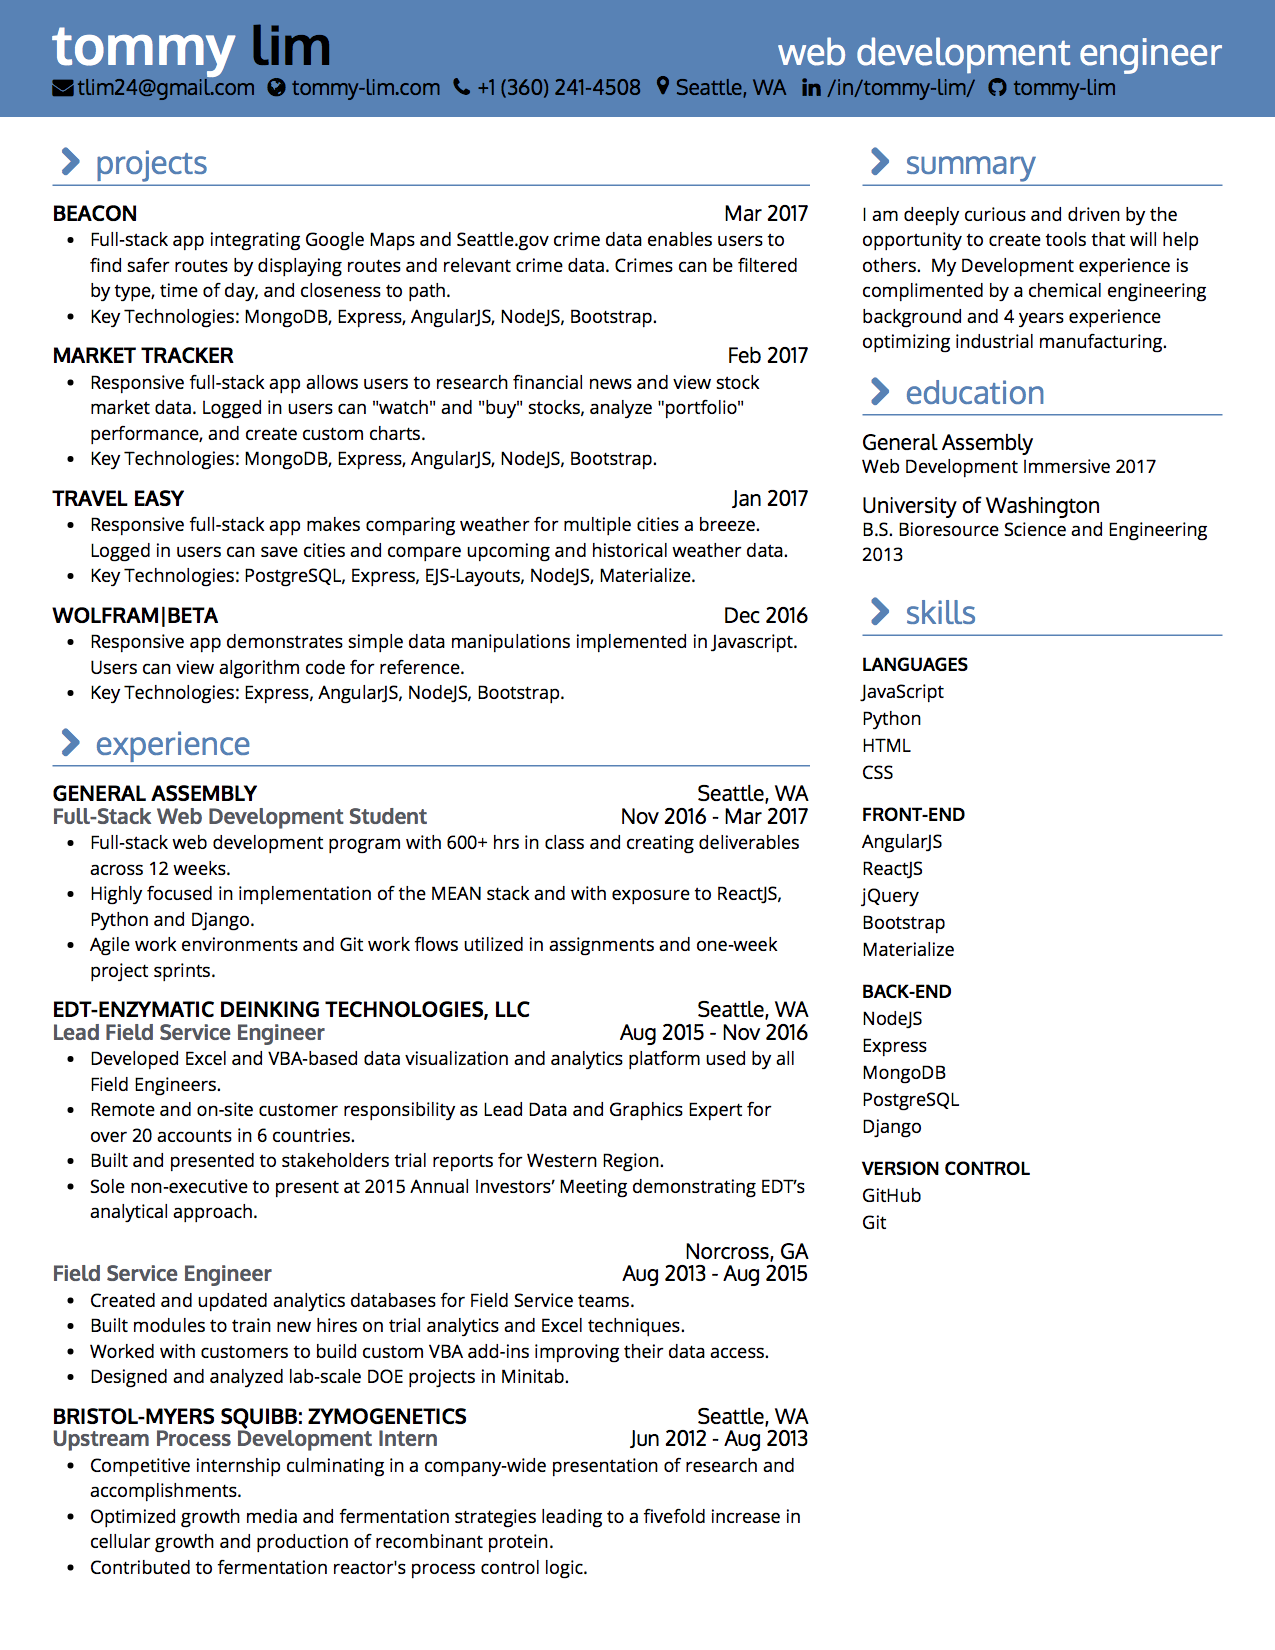 tommy lim
web development engineer
tlim24@gmail.com tommy-lim.com +1 (360) 241-4508 Seattle, WA /in/tommy-lim/ tommy-lim
projects
BEACON Mar 2017
• Full-stack app integrating Google Maps and Seattle.gov crime data enables users to
find safer routes by displaying routes and relevant crime data. Crimes can be filtered
by type, time of day, and closeness to path.
• Key Technologies: MongoDB, Express, AngularJS, NodeJS, Bootstrap.
MARKET TRACKER Feb 2017
• Responsive full-stack app allows users to research financial news and view stock
market data. Logged in users can "watch" and "buy" stocks, analyze "portfolio"
performance, and create custom charts.
• Key Technologies: MongoDB, Express, AngularJS, NodeJS, Bootstrap.
TRAVEL EASY Jan 2017
• Responsive full-stack app makes comparing weather for multiple cities a breeze.
Logged in users can save cities and compare upcoming and historical weather data.
• Key Technologies: PostgreSQL, Express, EJS-Layouts, NodeJS, Materialize.
WOLFRAM|BETA Dec 2016
• Responsive app demonstrates simple data manipulations implemented in Javascript.
Users can view algorithm code for reference.
• Key Technologies: Express, AngularJS, NodeJS, Bootstrap.
experience
GENERAL ASSEMBLY Seattle, WA
Full-Stack Web Development Student Nov 2016 - Mar 2017
• Full-stack web development program with 600+ hrs in class and creating deliverables
across 12 weeks.
• Highly focused in implementation of the MEAN stack and with exposure to ReactJS,
Python and Django.
• Agile work environments and Git work flows utilized in assignments and one-week
project sprints.
EDT-ENZYMATIC DEINKING TECHNOLOGIES, LLC Seattle, WA
Lead Field Service Engineer Aug 2015 - Nov 2016
• Developed Excel and VBA-based data visualization and analytics platform used by all
Field Engineers.
• Remote and on-site customer responsibility as Lead Data and Graphics Expert for
over 20 accounts in 6 countries.
• Built and presented to stakeholders trial reports for Western Region.
• Sole non-executive to present at 2015 Annual Investors’ Meeting demonstrating EDT’s
analytical approach.
Norcross, GA
Field Service Engineer Aug 2013 - Aug 2015
• Created and updated analytics databases for Field Service teams.
• Built modules to train new hires on trial analytics and Excel techniques.
• Worked with customers to build custom VBA add-ins improving their data access.
• Designed and analyzed lab-scale DOE projects in Minitab.
BRISTOL-MYERS SQUIBB: ZYMOGENETICS Seattle, WA
Upstream Process Development Intern Jun 2012 - Aug 2013
• Competitive internship culminating in a company-wide presentation of research and
accomplishments.
• Optimized growth media and fermentation strategies leading to a fivefold increase in
cellular growth and production of recombinant protein.
• Contributed to fermentation reactor's process control logic.
summary
I am deeply curious and driven by the
opportunity to create tools that will help
others. My Development experience is
complimented by a chemical engineering
background and 4 years experience
optimizing industrial manufacturing.
education
General Assembly
Web Development Immersive 2017
University of Washington
B.S. Bioresource Science and Engineering
2013
skills
LANGUAGES
JavaScript
Python
HTML
CSS
FRONT-END
AngularJS
ReactJS
jQuery
Bootstrap
Materialize
BACK-END
NodeJS
Express
MongoDB
PostgreSQL
Django
VERSION CONTROL
GitHub
Git